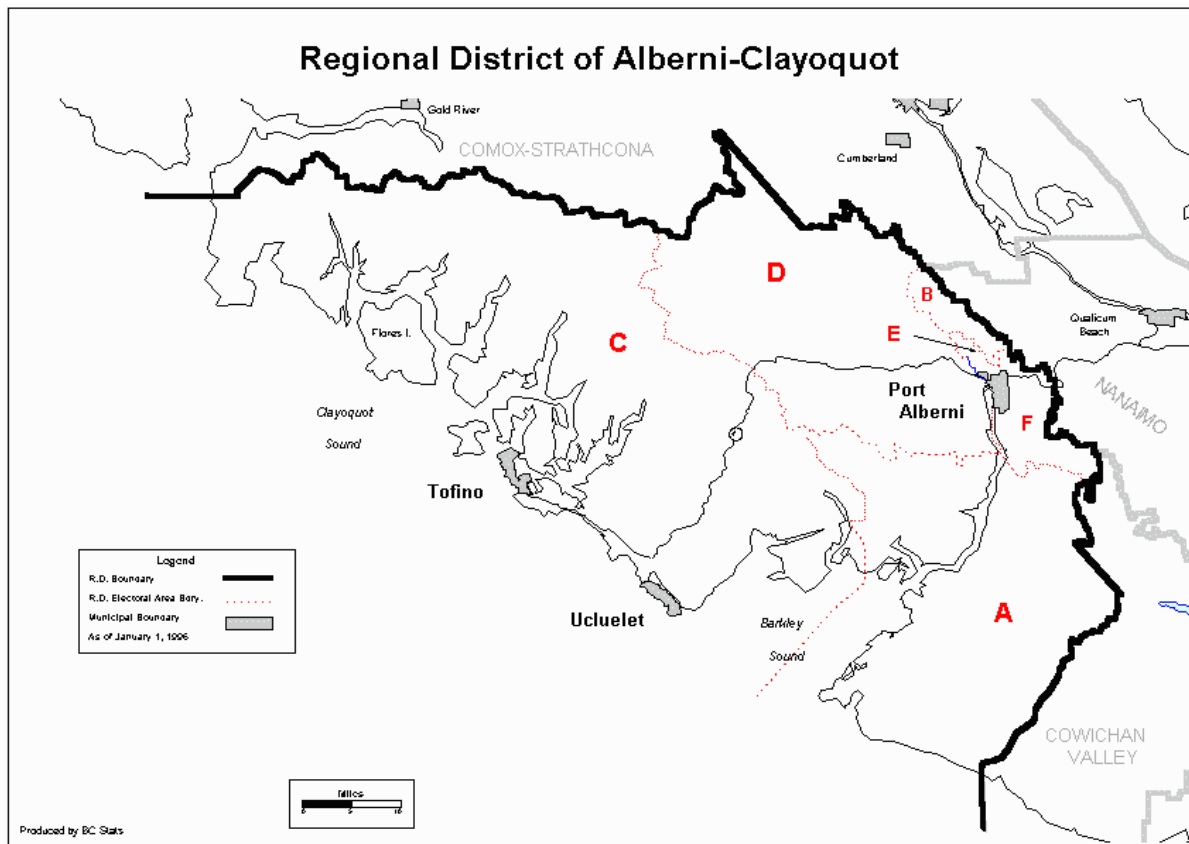 Regional District of Alberni-Clayoquot
Gold River
COMOX-STRATHCONA
Cumberland
D
B
Qualicum
Beach
E
Flores I.
C
Port
Alberni
NANAIMO
F
Clayoquot
Sound
Tofino
Legend
R.D. Boundary
R.D. Electoral Area Bdry.
Municipal Boundary
As of January 1, 1996
Ucluelet
Barkley
Sound
A
COWICHAN
VALLEY
Miles
0 5 10
Produced by BC Stats